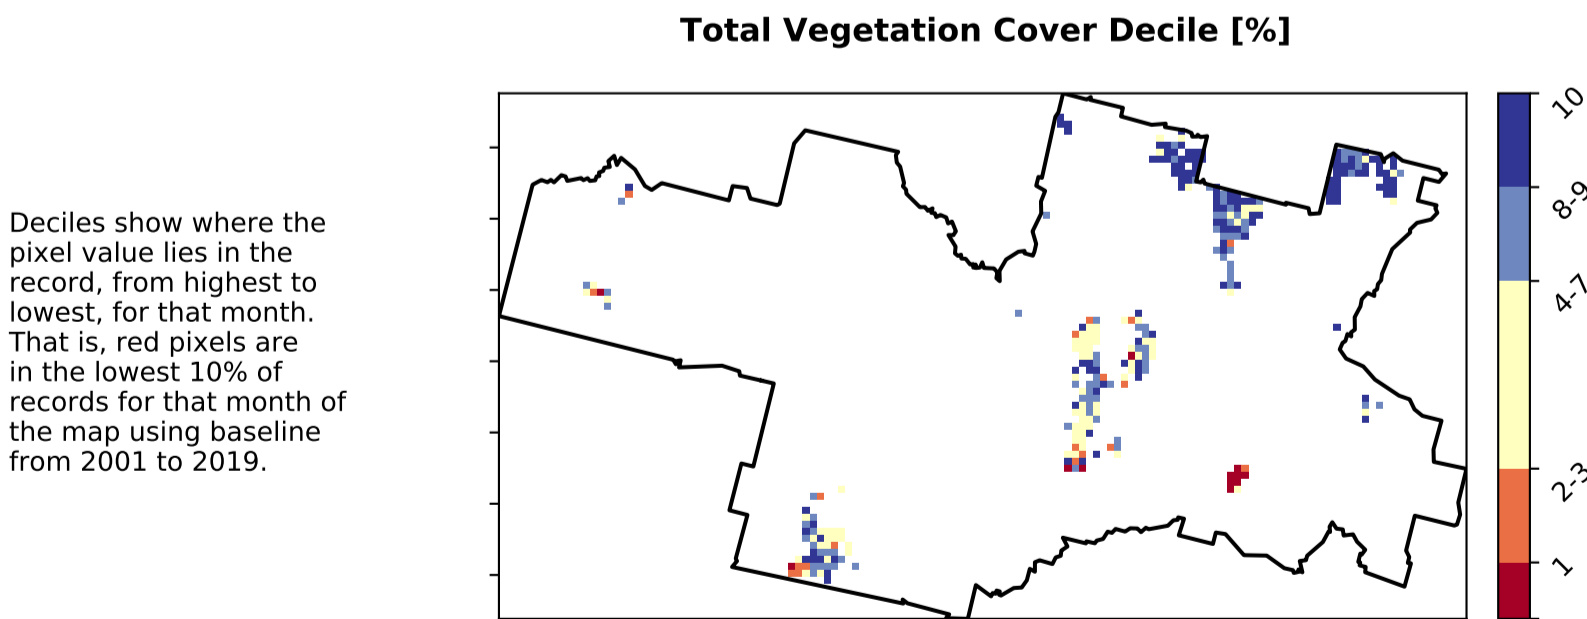 Total Vegetation Cover Decile [%]
Deciles show where the
pixel value lies in the
record, from highest to
lowest, for that month.
That is, red pixels are
in the lowest 10% of
records for that month of
the map using baseline
from 2001 to 2019.
10
8-9
4-7
2-3
1